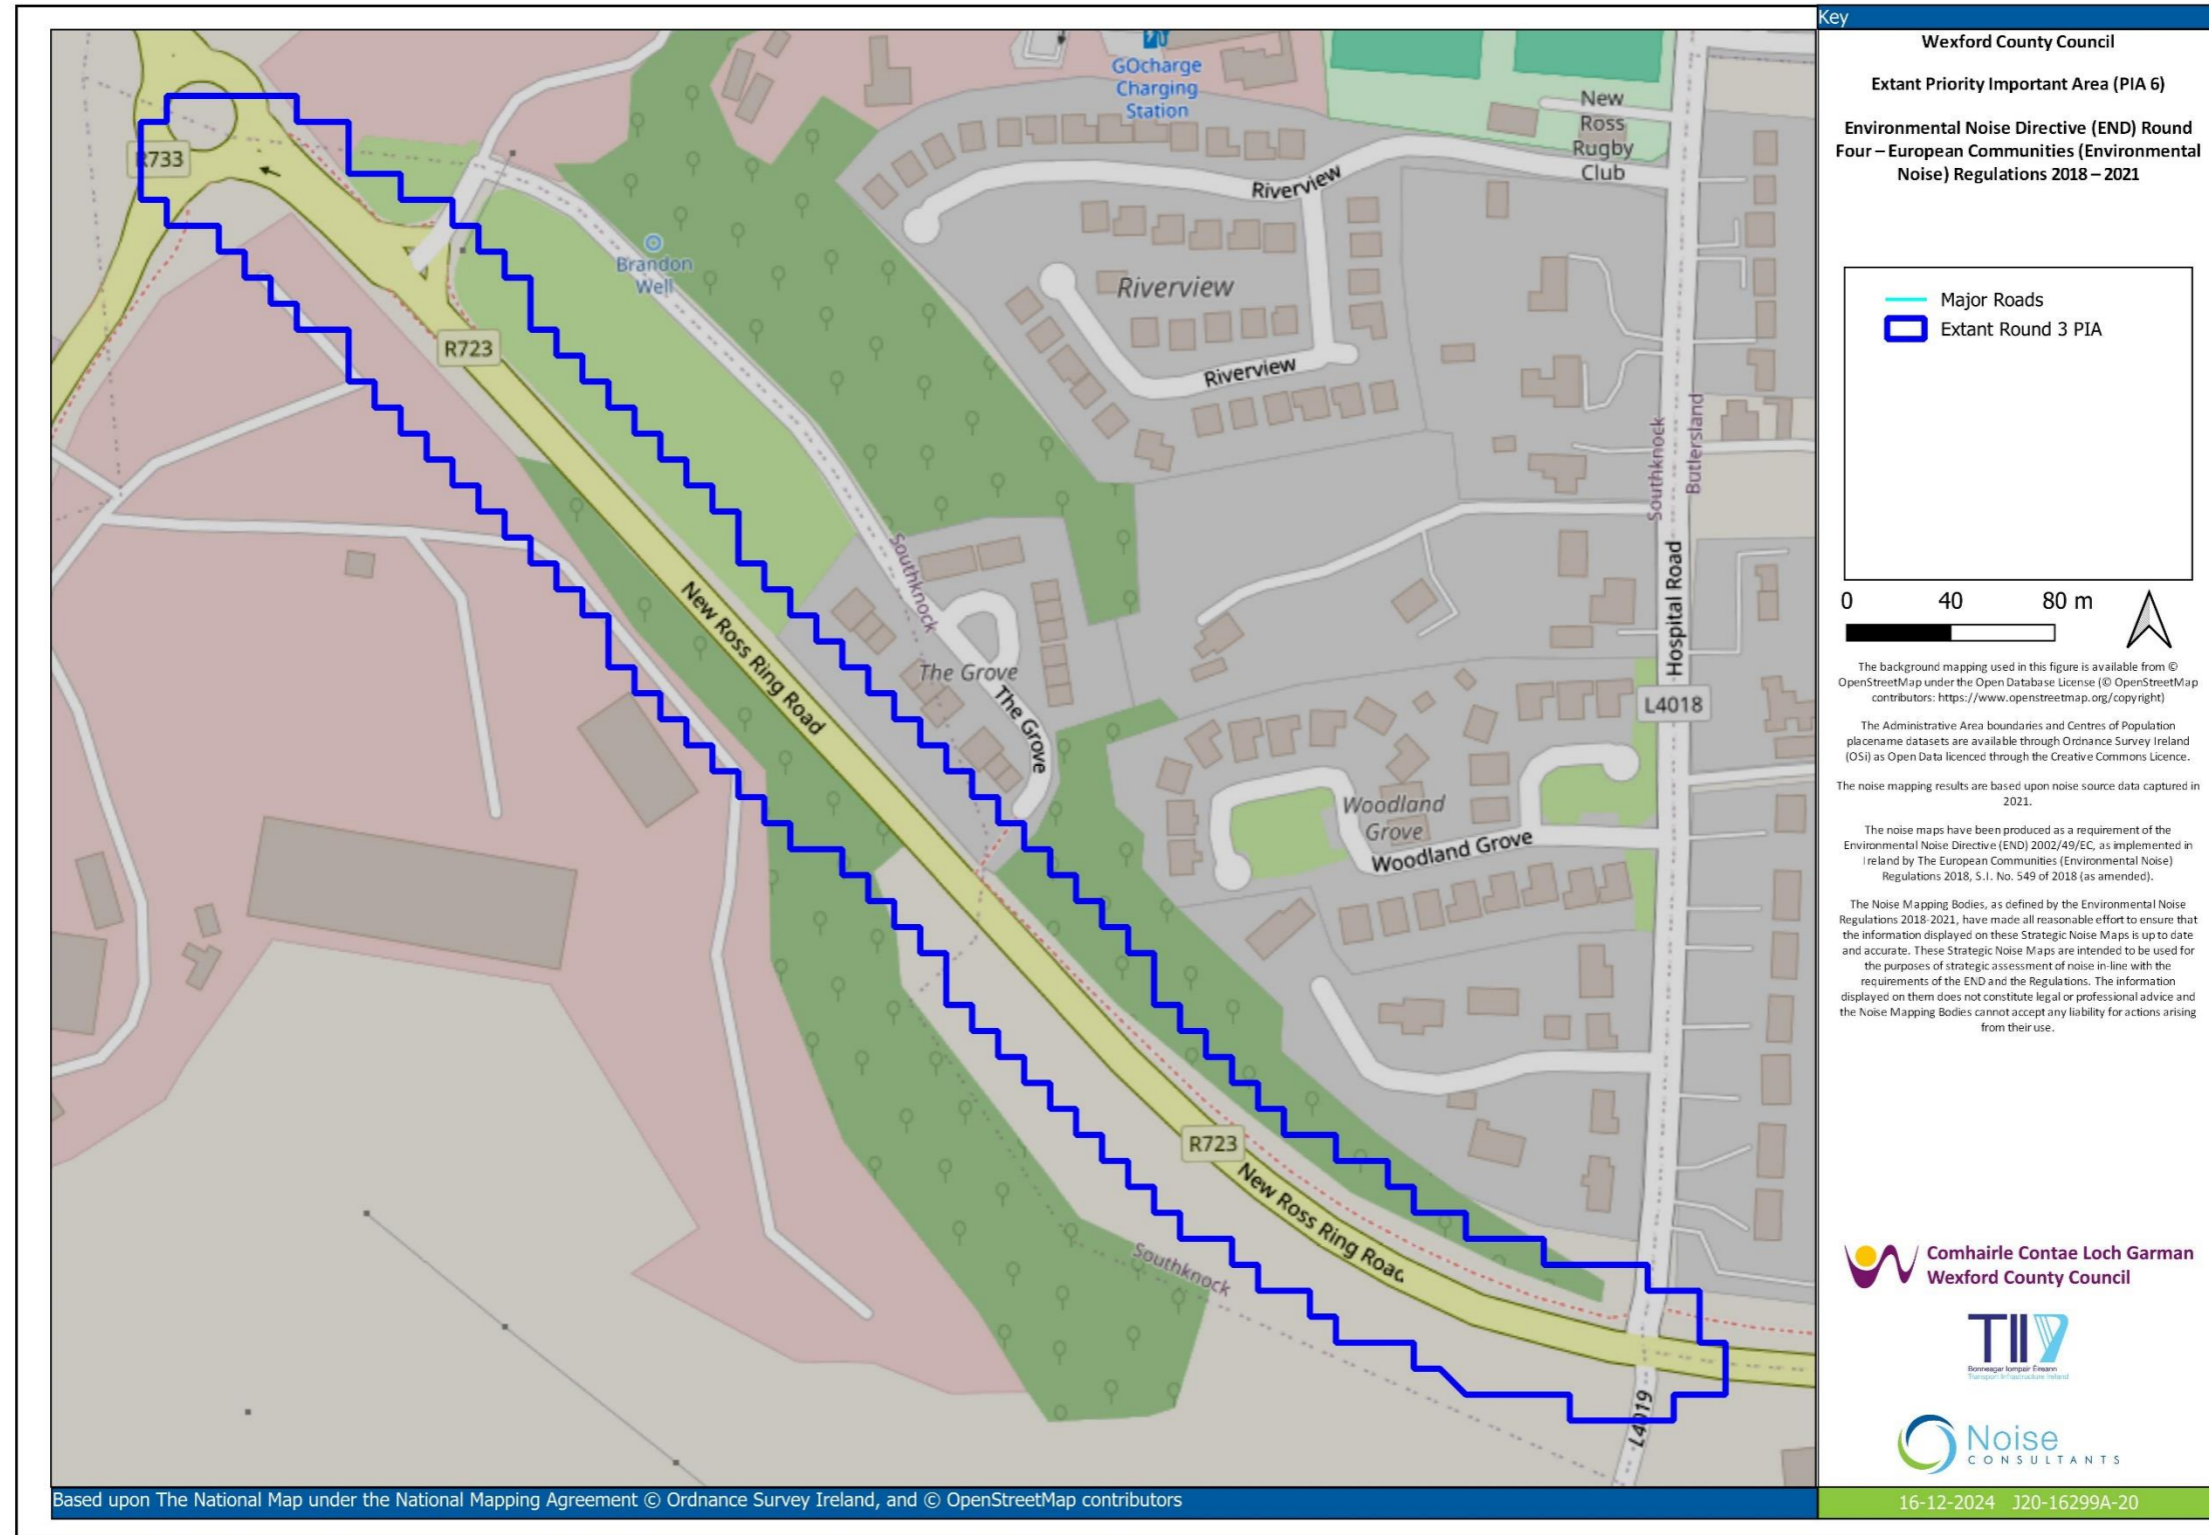 Key
Wexford County Council
Extant Priority Important Area (PIA 6)
Environmental Noise Directive (END) Round
Four – European Communities (Environmental
Noise) Regulations 2018 – 2021
Major Roads
Extant Round 3 PIA
0 40 80 m
The background mapping used in this figure is available from ©
OpenStreetMap under the Open Database License (© OpenStreetMap
contributors: https://www.openstreetmap.org/copyright)
The Administrative Area boundaries and Centres of Population
placename datasets are available through Ordnance Survey Ireland
(OSi) as Open Data licenced through the Creative Commons Licence.
The noise mapping results are based upon noise source data captured in
2021.
The noise maps have been produced as a requirement of the
Environmental Noise Directive (END) 2002/49/EC, as implemented in
Ireland by The European Communities (Environmental Noise)
Regulations 2018, S.I. No. 549 of 2018 (as amended).
The Noise Mapping Bodies, as defined by the Environmental Noise
Regulations 2018-2021, have made all reasonable effort to ensure that
the information displayed on these Strategic Noise Maps is up to date
and accurate. These Strategic Noise Maps are intended to be used for
the purposes of strategic assessment of noise in-line with the
requirements of the END and the Regulations. The information
displayed on them does not constitute legal or professional advice and
the Noise Mapping Bodies cannot accept any liability for actions arising
from their use.
Comhairle Contae Loch Garman
Wexford County Council
TII
Bonneagar Iompair Éireann
Transport Infrastructure Ireland
Noise
CONSULTANTS
16-12-2024 J20-16299A-20
GOcharge
Charging
Station
New
Ross
Rugby
Club
R733
Riverview
Brandon
Well
Riverview
R723
Riverview
Southknock
Butlersland
Southknock
Hospital Road
New Ross Ring Road
The Grove
The Grove
L4018
Woodland
Grove
Woodland Grove
R723
New Ross Ring Road
Southknock
L4019
Based upon The National Map under the National Mapping Agreement © Ordnance Survey Ireland, and © OpenStreetMap contributors